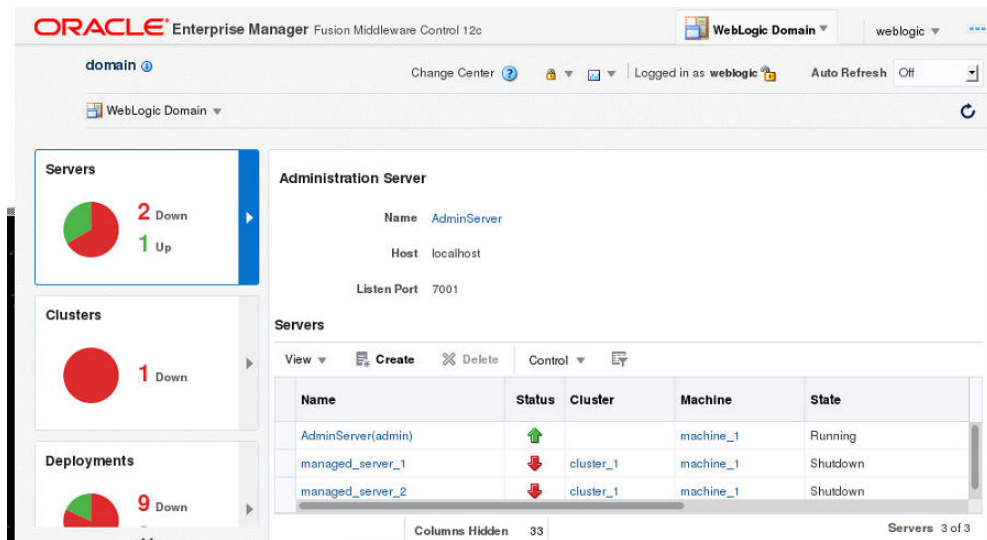 ORACLE Enterprise Manager Fusion Middleware Control 12c
WebLogic Domain
weblogic
domain
Change Center
Logged in as weblogic
Auto Refresh Off
WebLogic Domain
Servers
2 Down
1 Up
Clusters
1 Down
Deployments
9 Down
Administration Server
Name AdminServer
Host localhost
Listen Port 7001
Servers
View Create Delete Control
Name Status Cluster Machine State
AdminServer(admin) machine_1 Running
managed_server_1 cluster_1 machine_1 Shutdown
managed_server_2 cluster_1 machine_1 Shutdown
Columns Hidden 33
Servers 3 of 3